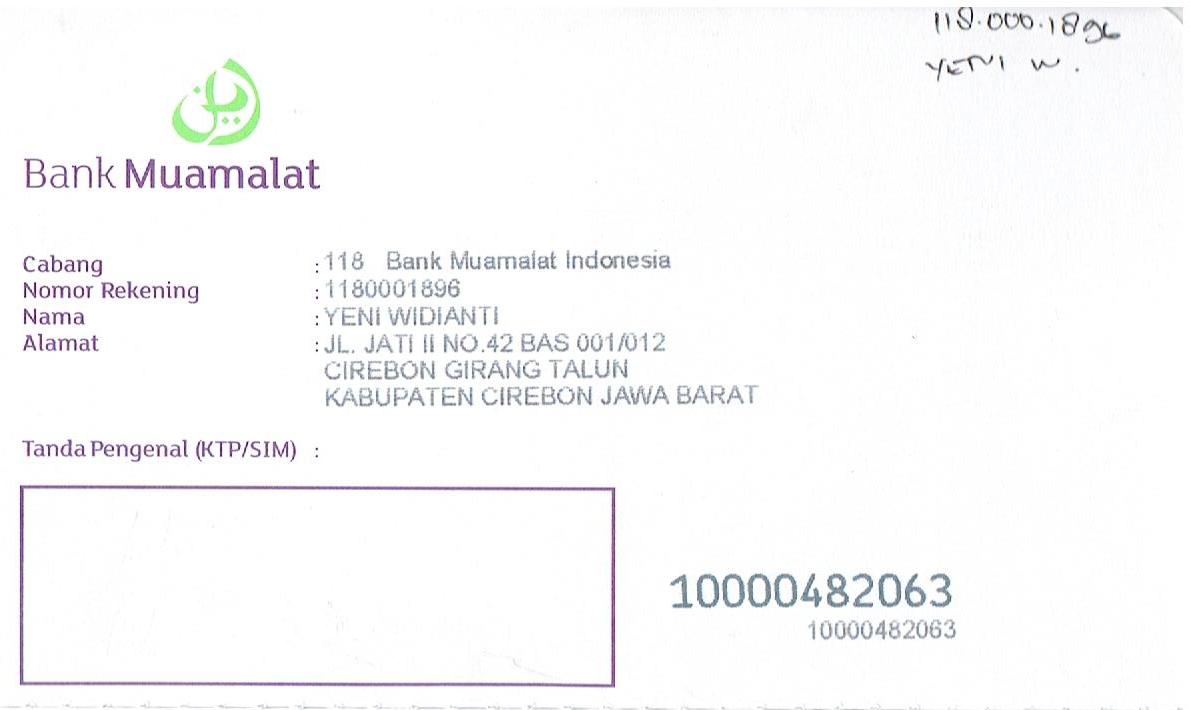 118.000.1896
YENI W.
Bank Muamalat
Cabang : 118 Bank Muamalat Indonesia
Nomor Rekening : 1180001896
Nama : YENI WIDIANTI
Alamat : JL. JATI II NO.42 BAS 001/012
CIREBON GIRANG TALUN
KABUPATEN CIREBON JAWA BARAT
Tanda Pengenal (KTP/SIM) :
10000482063
10000482063